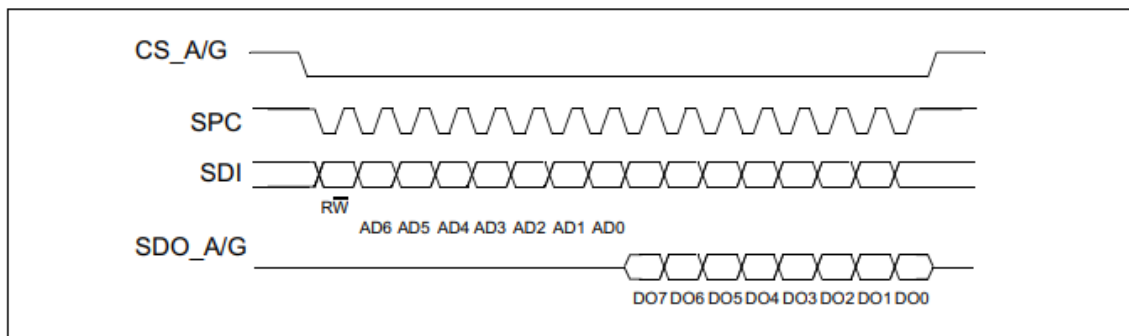 CS_A/G
SPC
SDI
RW̅
AD6 AD5 AD4 AD3 AD2 AD1 AD0
SDO_A/G
DO7 DO6 DO5 DO4 DO3 DO2 DO1 DO0